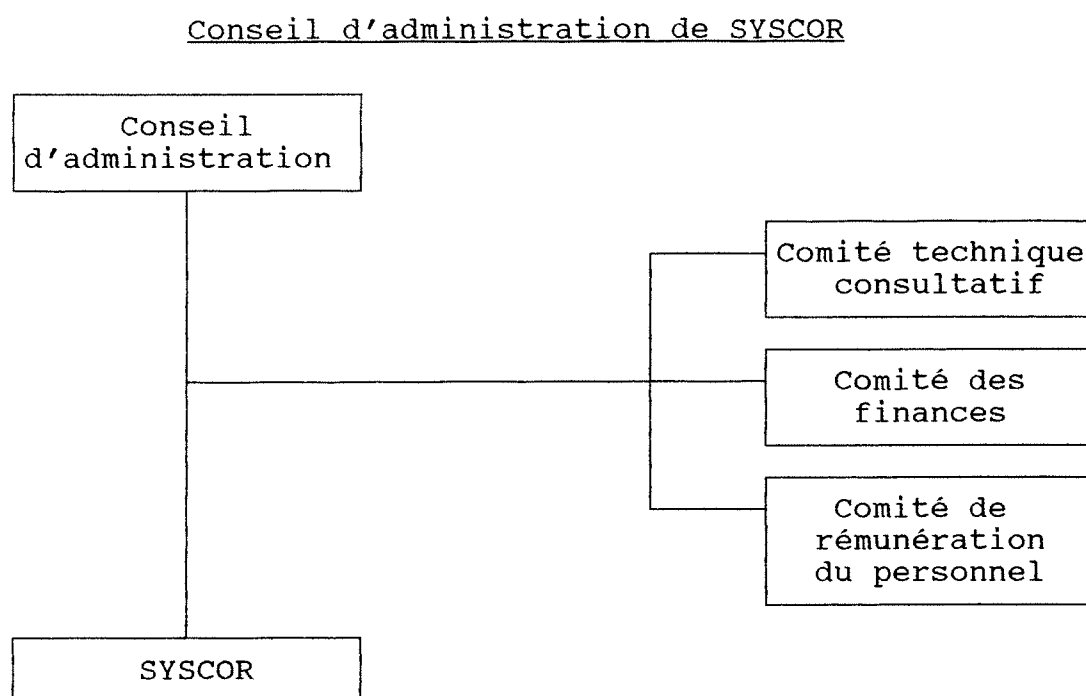 Conseil d'administration de SYSCOR
Conseil
d'administration
Comité technique
consultatif
Comité des
finances
Comité de
rémunération
du personnel
SYSCOR